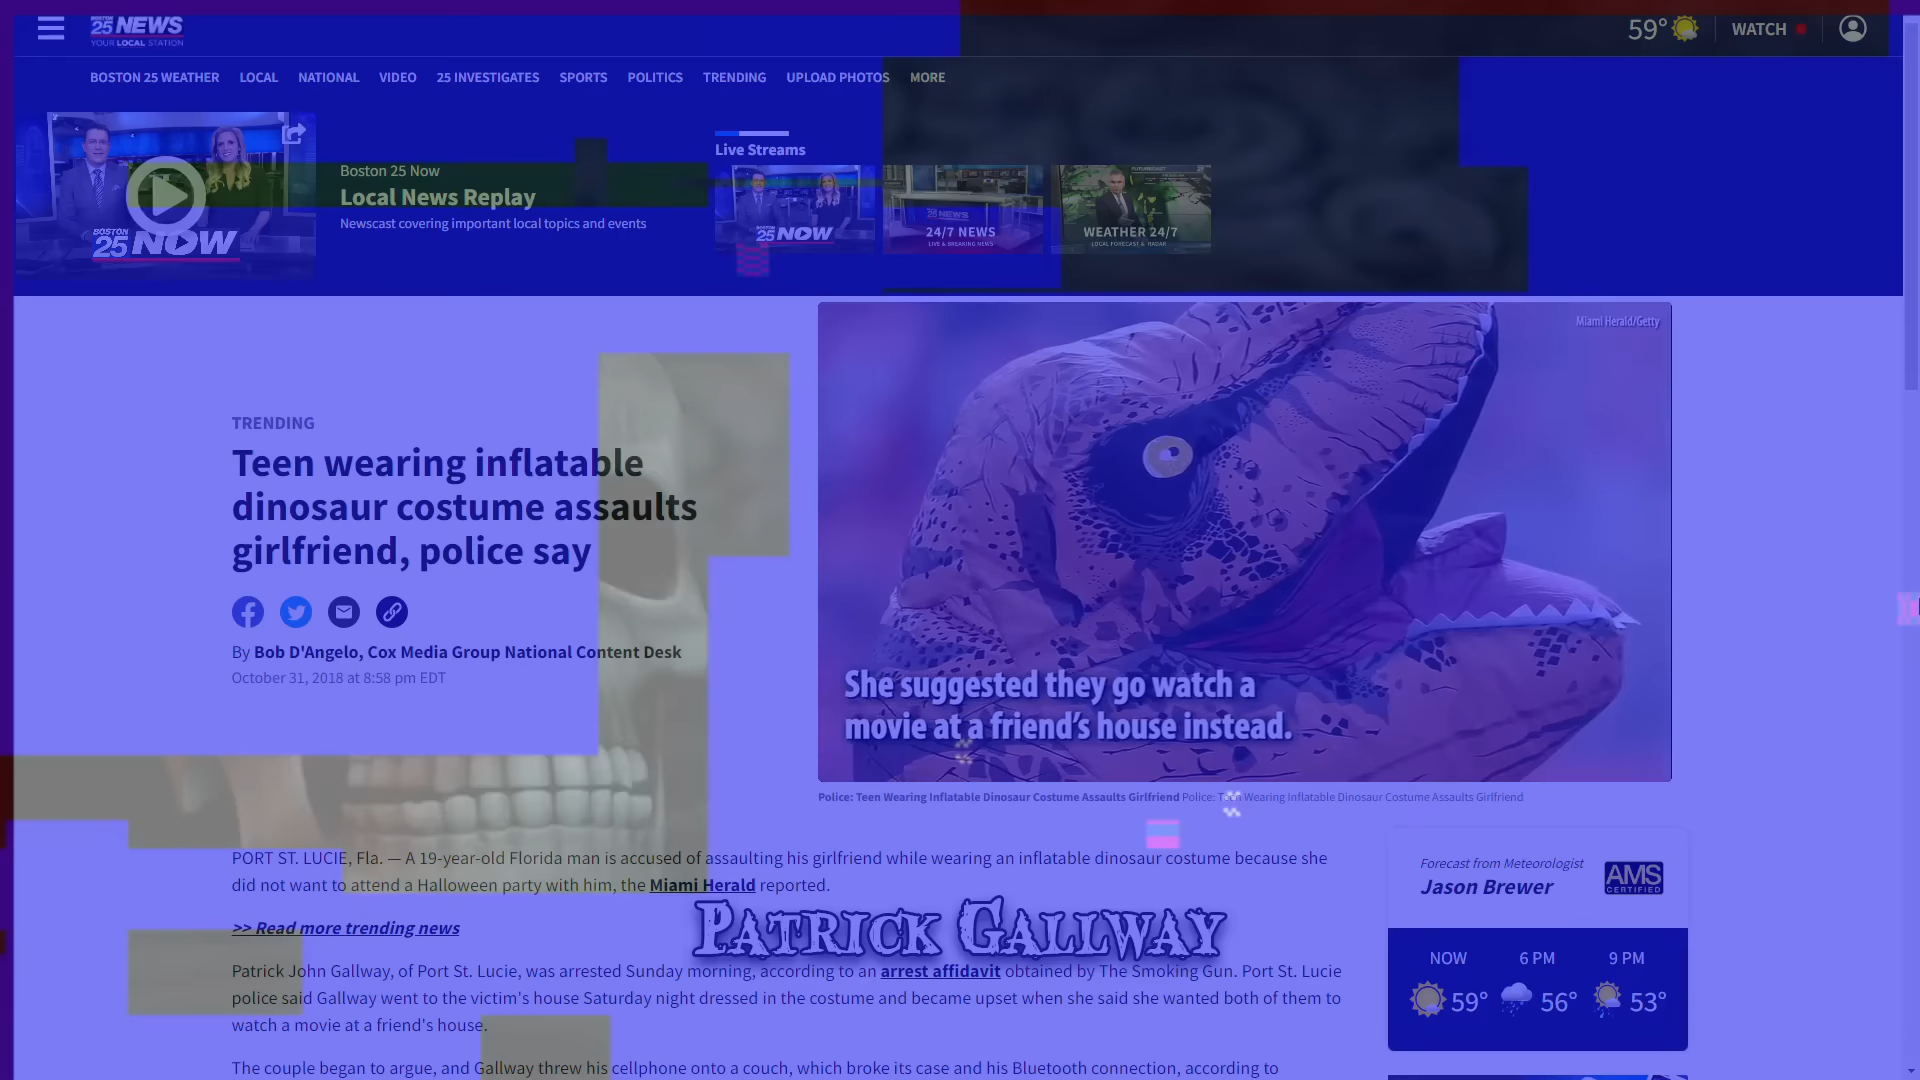 BOSTON
25 NEWS
YOUR LOCAL STATION
59°
WATCH
BOSTON 25 WEATHER LOCAL NATIONAL VIDEO 25 INVESTIGATES SPORTS POLITICS TRENDING UPLOAD PHOTOS MORE
BOSTON
25 NOW
Boston 25 Now
Local News Replay
Newscast covering important local topics and events
Live Streams
BOSTON
25 NOW
25 NEWS
24/7 NEWS
LIVE & BREAKING NEWS
FUTURECAST
WEATHER 24/7
LOCAL FORECAST & RADAR
Miami Herald/Getty
TRENDING
Teen wearing inflatable
dinosaur costume assaults
girlfriend, police say
By Bob D'Angelo, Cox Media Group National Content Desk
October 31, 2018 at 8:58 pm EDT
She suggested they go watch a
movie at a friend's house instead.
Police: Teen Wearing Inflatable Dinosaur Costume Assaults Girlfriend Police: Teen Wearing Inflatable Dinosaur Costume Assaults Girlfriend
PORT ST. LUCIE, Fla. — A 19-year-old Florida man is accused of assaulting his girlfriend while wearing an inflatable dinosaur costume because she
did not want to attend a Halloween party with him, the Miami Herald reported.
>> Read more trending news
Patrick Gallway
Patrick John Gallway, of Port St. Lucie, was arrested Sunday morning, according to an arrest affidavit obtained by The Smoking Gun. Port St. Lucie
police said Gallway went to the victim's house Saturday night dressed in the costume and became upset when she said she wanted both of them to
watch a movie at a friend's house.
The couple began to argue, and Gallway threw his cellphone onto a couch, which broke its case and his Bluetooth connection, according to
Forecast from Meteorologist
Jason Brewer
AMS
CERTIFIED
NOW 6 PM 9 PM
59° 56° 53°